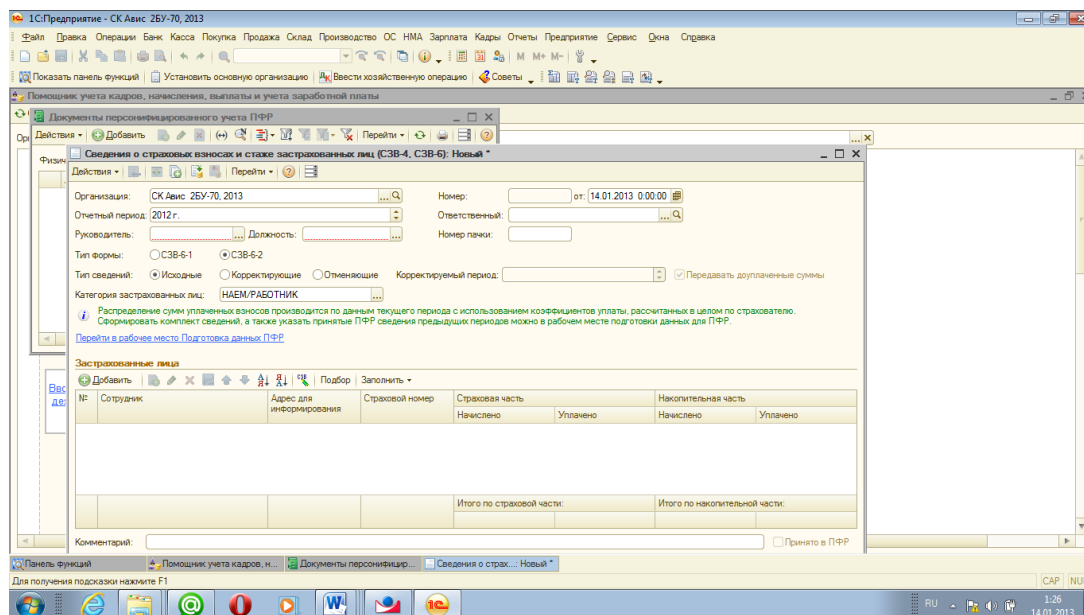 1С:Предприятие - СК Авис 2БУ-70, 2013
Файл Правка Операции Банк Касса Покупка Продажа Склад Производство ОС НМА Зарплата Кадры Отчеты Предприятие Сервис Окна Справка
M M+ M-
Показать панель функций Установить основную организацию Ввести хозяйственную операцию Советы
Помощник учета кадров, начисления, выплаты и учета заработной платы
Документы персонифицированного учета ПФР
Действия Добавить Перейти
Сведения о страховых взносах и стаже застрахованных лиц (СЗВ-4, СЗВ-6): Новый *
Действия Перейти
Организация: СК Авис 2БУ-70, 2013 Номер: от: 14.01.2013 0:00:00
Отчетный период: 2012 г. Ответственный:
Руководитель: Должность: Номер пачки:
Тип формы: СЗВ-6-1 СЗВ-6-2
Тип сведений: Исходные Корректирующие Отменяющие Корректируемый период: Передавать доуплаченные суммы
Категория застрахованных лиц: НАЕМ/РАБОТНИК
Распределение сумм уплаченных взносов производится по данным текущего периода с использованием коэффициентов уплаты, рассчитанных в целом по страхователю.
Сформировать комплект сведений, а также указать принятые ПФР сведения предыдущих периодов можно в рабочем месте подготовки данных для ПФР.
Перейти в рабочее место Подготовка данных ПФР
Застрахованные лица
Добавить Подбор Заполнить
№ Сотрудник Адрес для информирования Страховой номер Страховая часть Накопительная часть
Начислено Уплачено Начислено Уплачено
Итого по страховой части: Итого по накопительной части:
Комментарий: Принято в ПФР
Панель функций Помощник учета кадров, н... Документы персонифицир... Сведения о страх...: Новый *
Для получения подсказки нажмите F1 CAP NU
RU 1:26
14.01.2013